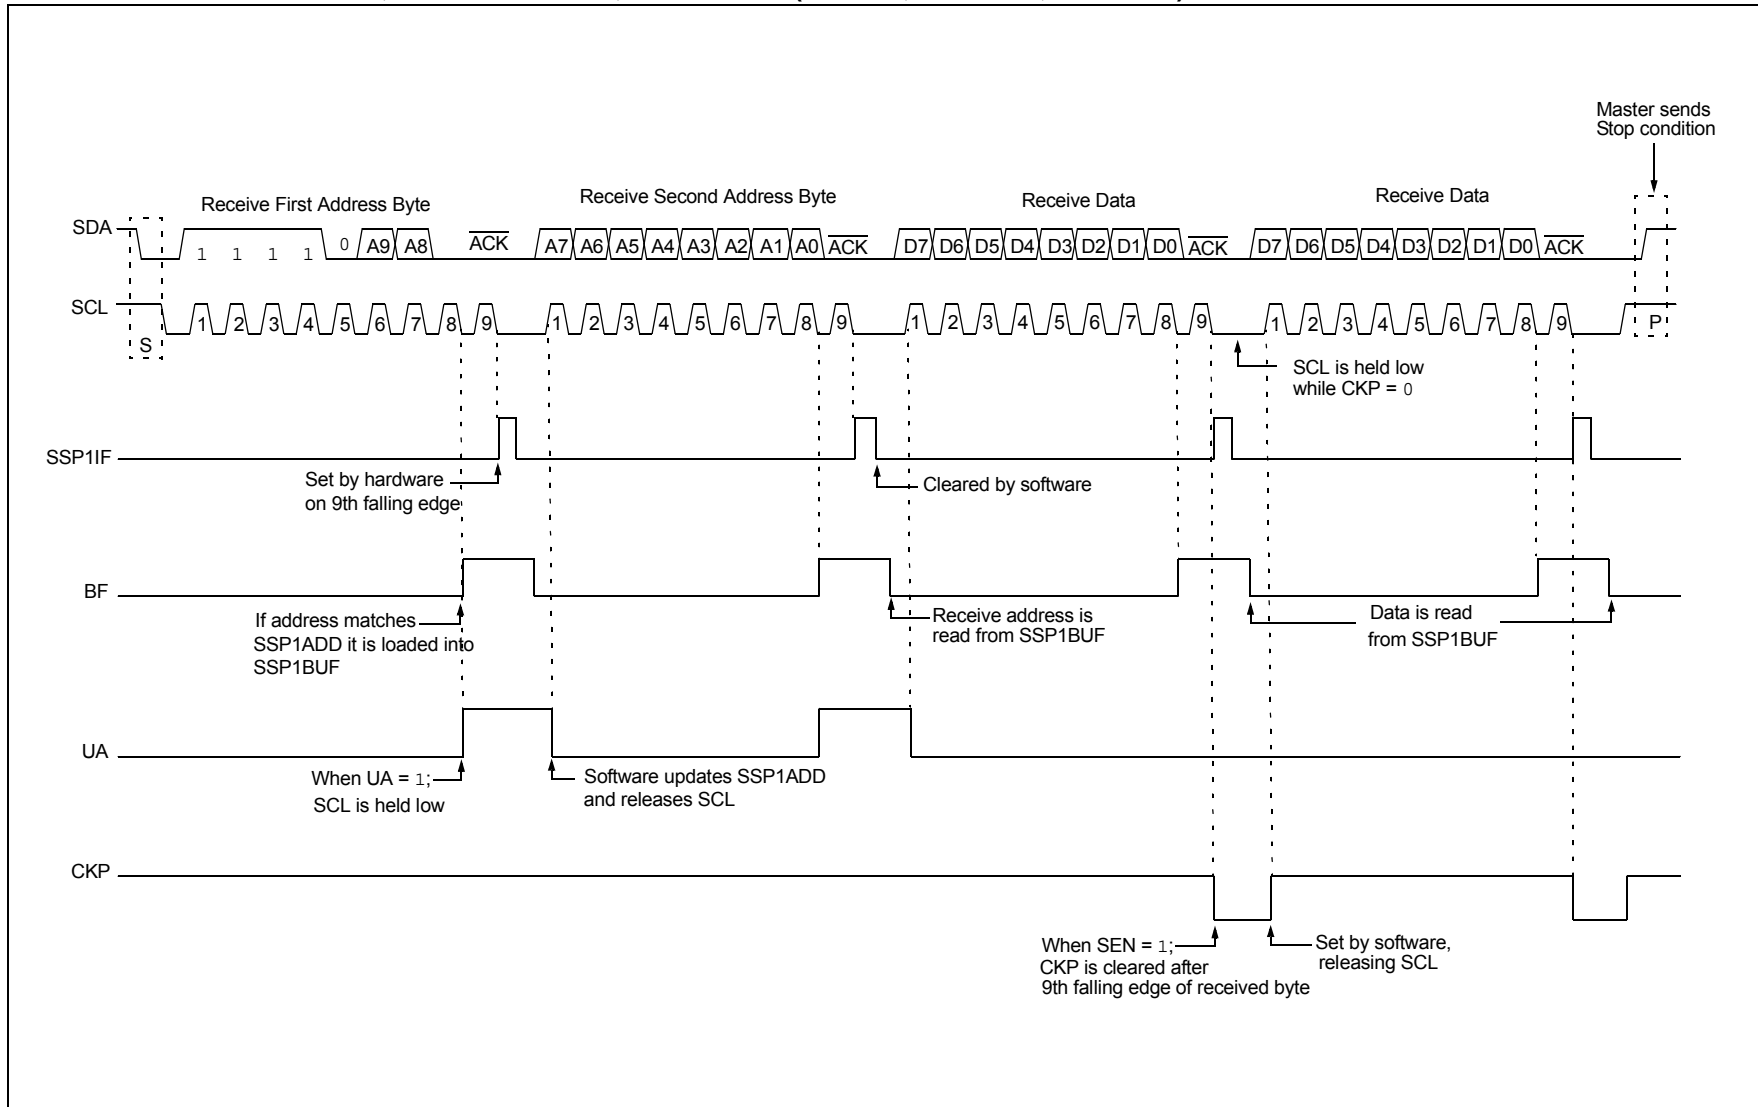 Master sends
Stop condition
Receive First Address Byte
Receive Second Address Byte
Receive Data
Receive Data
SDA
1 1 1 1 0 A9 A8 ACK A7 A6 A5 A4 A3 A2 A1 A0 ACK D7 D6 D5 D4 D3 D2 D1 D0 ACK D7 D6 D5 D4 D3 D2 D1 D0 ACK
SCL
S 1 2 3 4 5 6 7 8 9 1 2 3 4 5 6 7 8 9 1 2 3 4 5 6 7 8 9 1 2 3 4 5 6 7 8 9 P
SCL is held low
while CKP = 0
SSP1IF
Set by hardware
on 9th falling edge
Cleared by software
BF
If address matches
SSP1ADD it is loaded into
SSP1BUF
Receive address is
read from SSP1BUF
Data is read
from SSP1BUF
UA
When UA = 1;
SCL is held low
Software updates SSP1ADD
and releases SCL
CKP
When SEN = 1;
CKP is cleared after
9th falling edge of received byte
Set by software,
releasing SCL